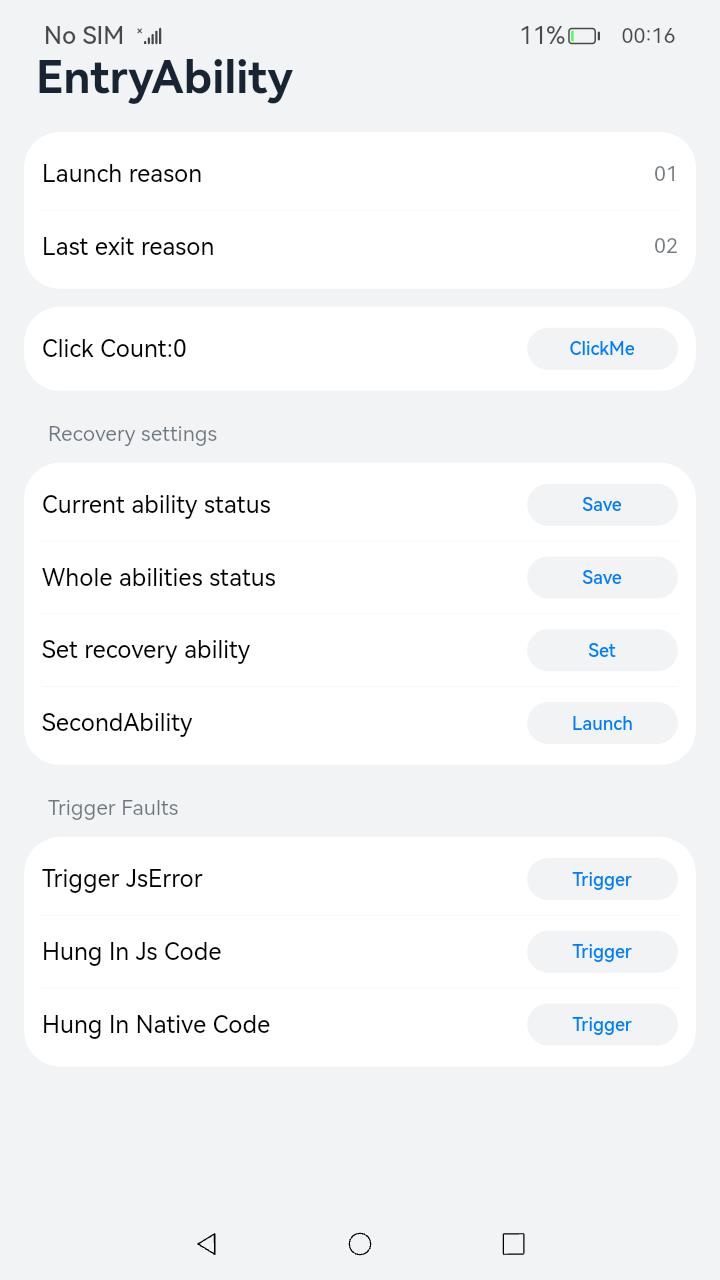 No SIM 11% 00:16
EntryAbility
Launch reason 01
Last exit reason 02
Click Count:0 ClickMe
Recovery settings
Current ability status Save
Whole abilities status Save
Set recovery ability Set
SecondAbility Launch
Trigger Faults
Trigger JsError Trigger
Hung In Js Code Trigger
Hung In Native Code Trigger